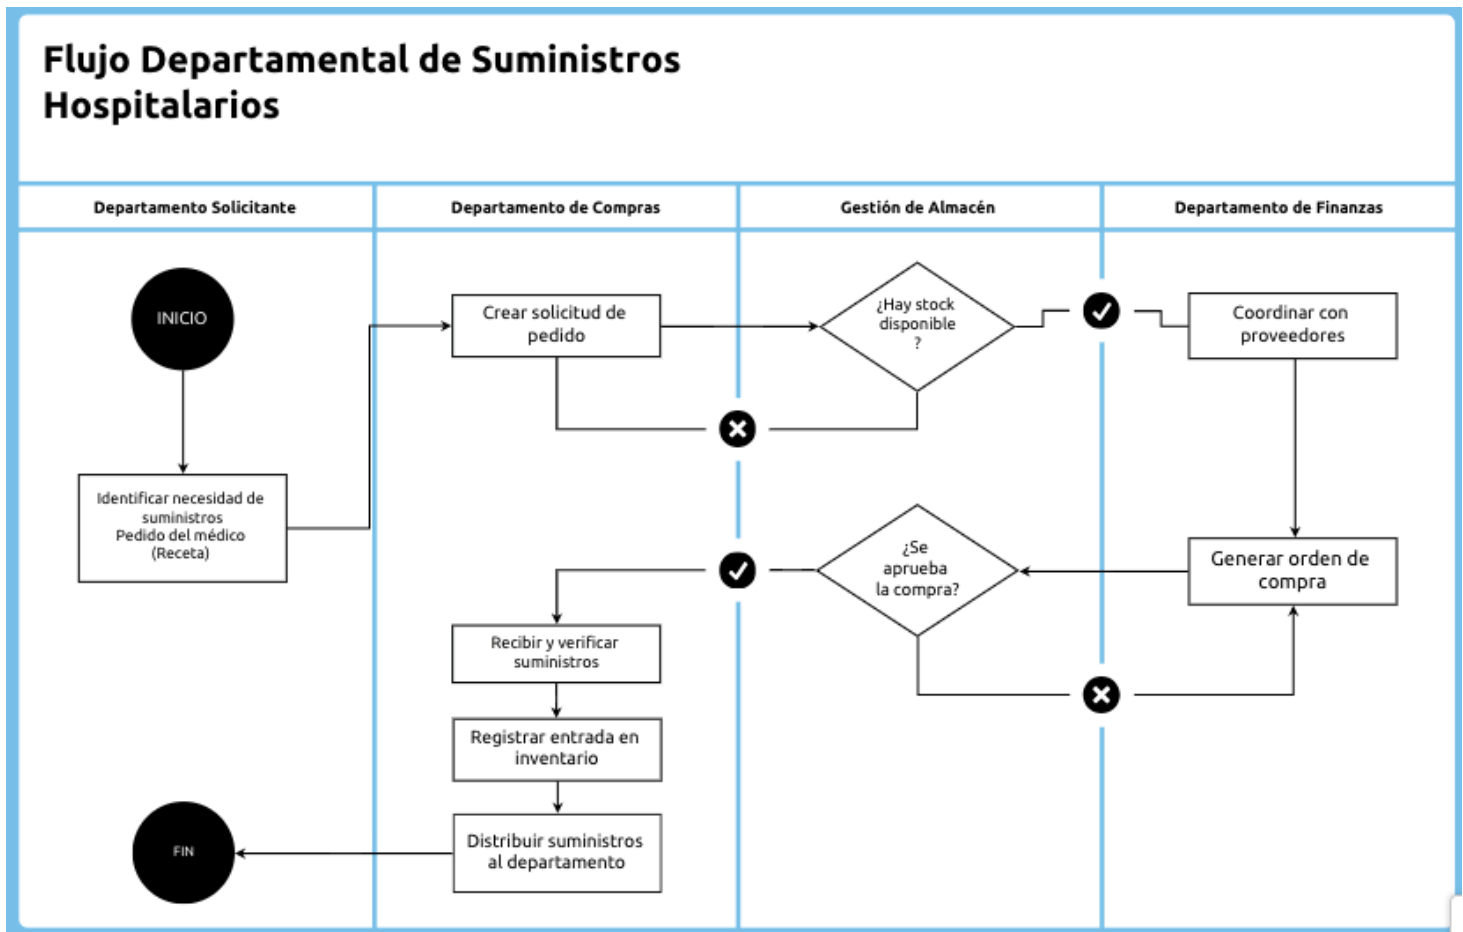 Flujo Departamental de Suministros
Hospitalarios
Departamento Solicitante
Departamento de Compras
Gestión de Almacén
Departamento de Finanzas
INICIO
Crear solicitud de
pedido
¿Hay stock
disponible
?
Coordinar con
proveedores
Identificar necesidad de
suministros
Pedido del médico
(Receta)
¿Se
aprueba
la compra?
Generar orden de
compra
Recibir y verificar
suministros
Registrar entrada en
inventario
Distribuir suministros
al departamento
FIN